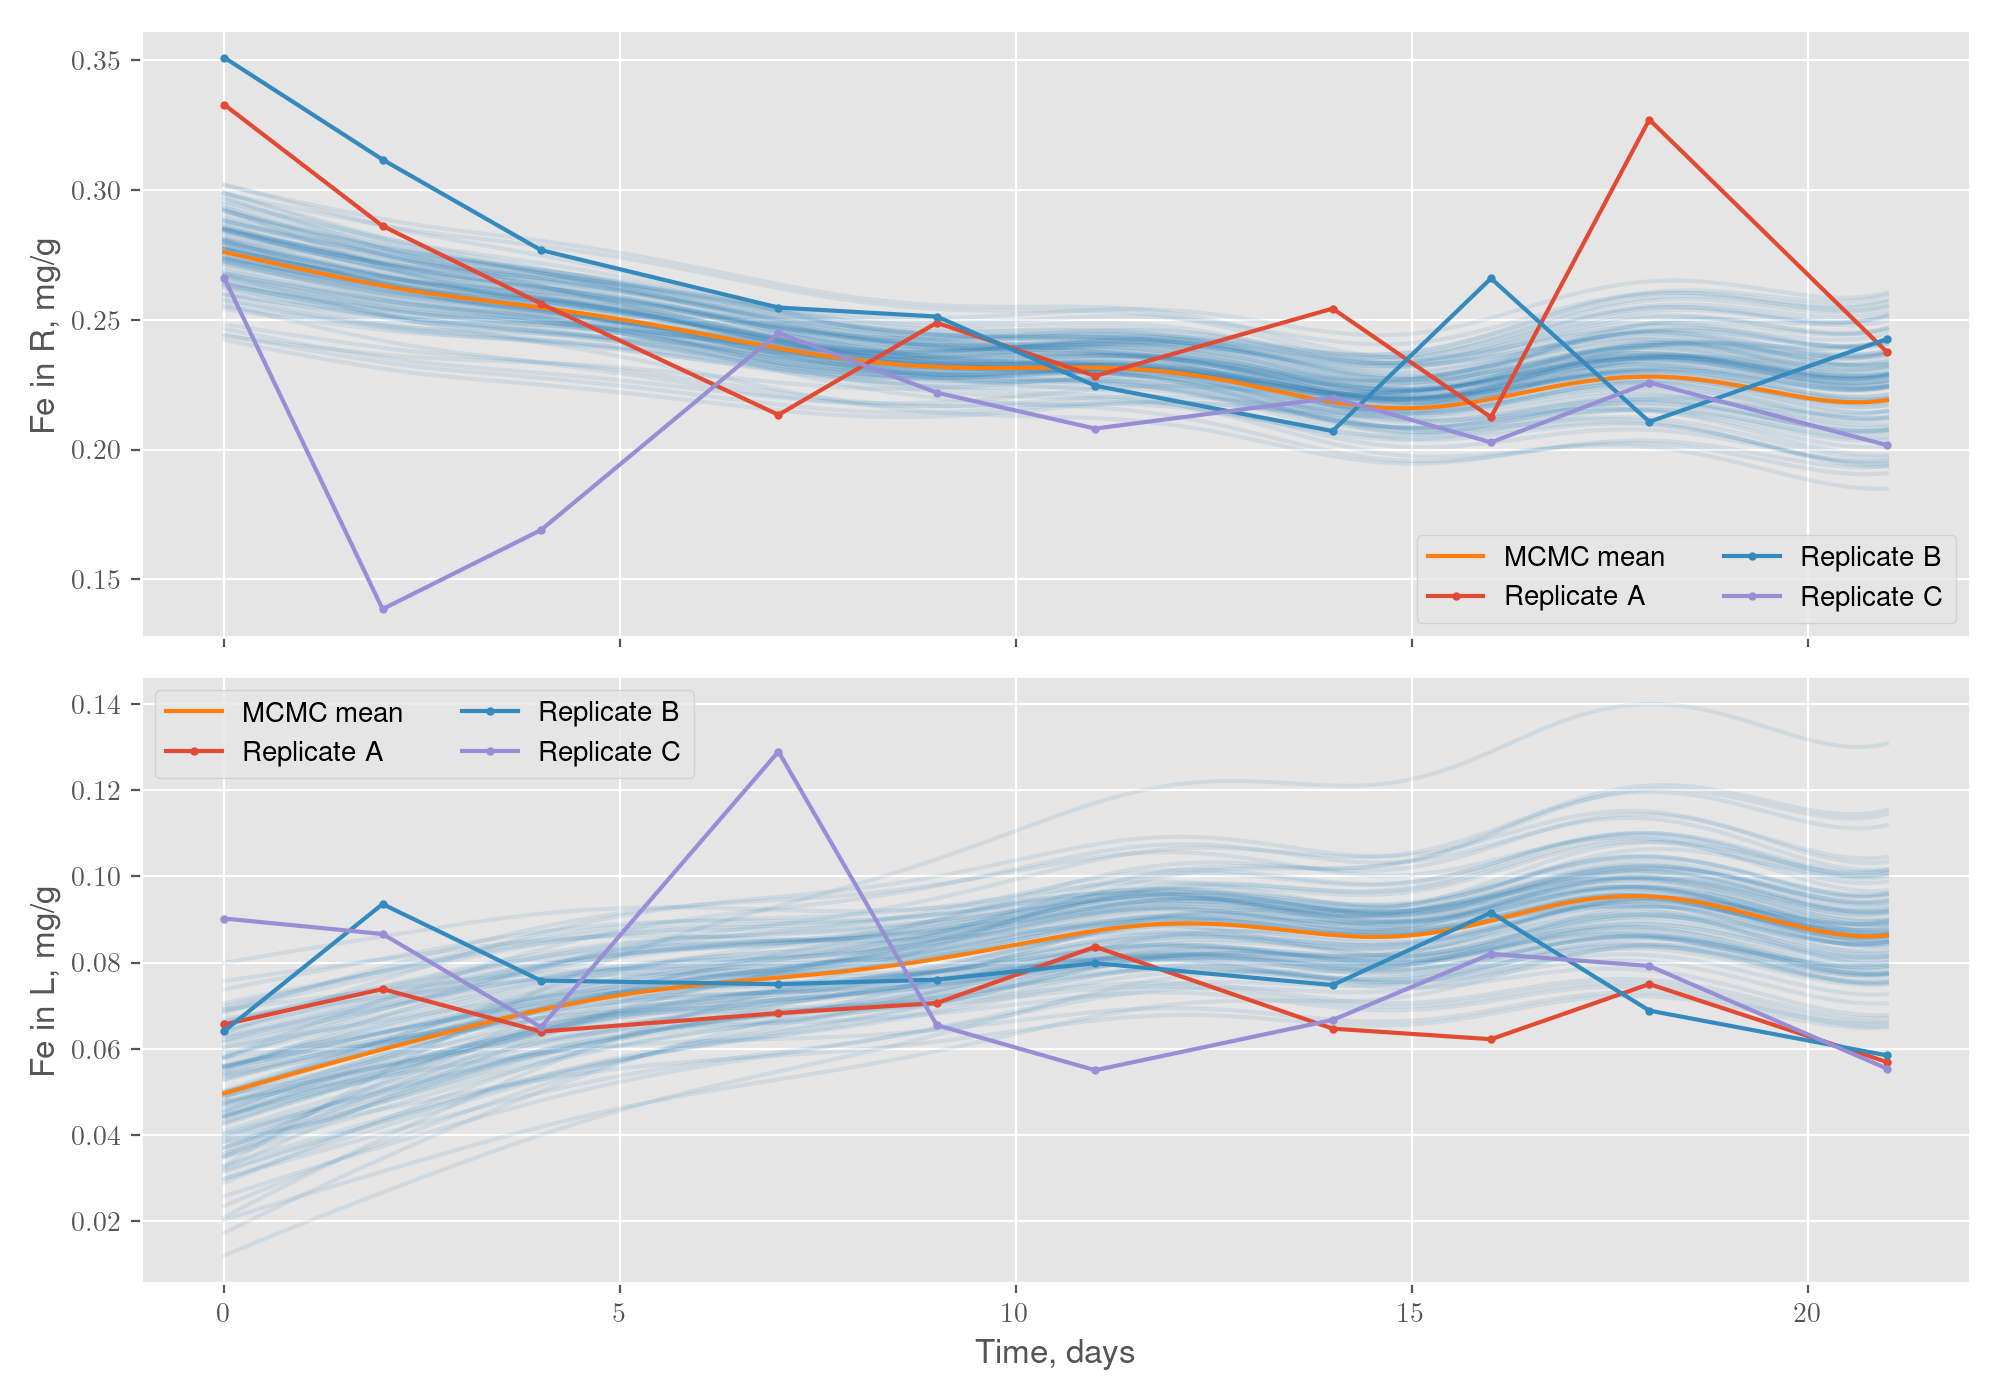 0.35
0.30
0.25
0.20
0.15
Fe in R, mg/g
MCMC mean
Replicate A
Replicate B
Replicate C
0.14
0.12
0.10
0.08
0.06
0.04
0.02
Fe in L, mg/g
MCMC mean
Replicate A
Replicate B
Replicate C
0
5
10
15
20
Time, days